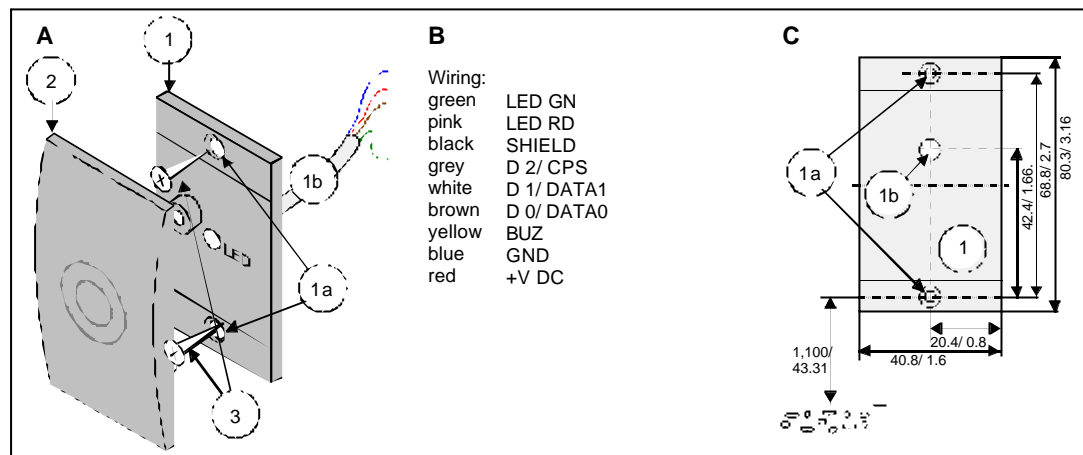 A
1
2
1b
LED
1a
3
B
Wiring:
green LED GN
pink LED RD
black SHIELD
grey D 2/ CPS
white D 1/ DATA1
brown D 0/ DATA0
yellow BUZ
blue GND
red +V DC
C
1a
1b
1
42.4/ 1.66.
68.8/ 2.7
80.3/ 3.16
20.4/ 0.8
40.8/ 1.6
1,100/
43.31